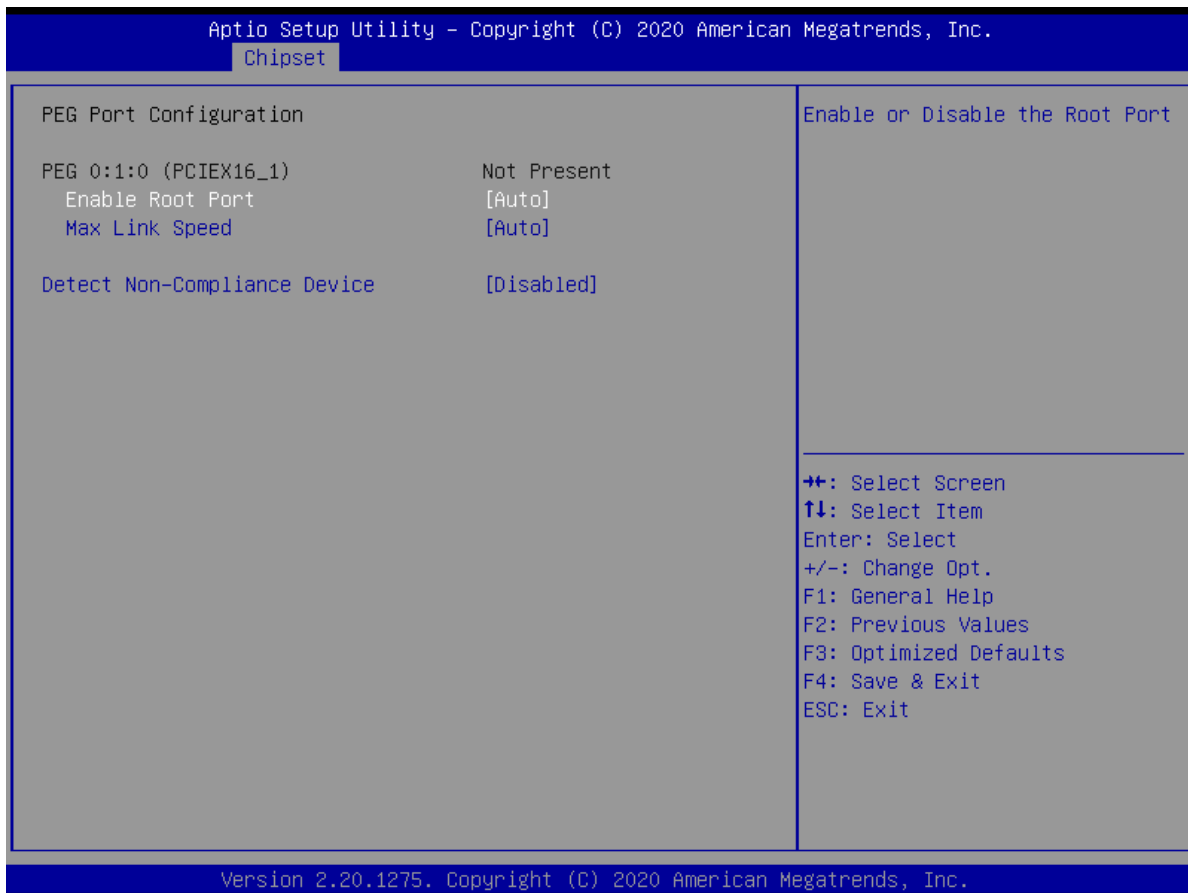 Aptio Setup Utility – Copyright (C) 2020 American Megatrends, Inc.
Chipset
PEG Port Configuration
PEG 0:1:0 (PCIEX16_1) Not Present
Enable Root Port [Auto]
Max Link Speed [Auto]
Detect Non-Compliance Device [Disabled]
Enable or Disable the Root Port
→←: Select Screen
↑↓: Select Item
Enter: Select
+/-: Change Opt.
F1: General Help
F2: Previous Values
F3: Optimized Defaults
F4: Save & Exit
ESC: Exit
Version 2.20.1275. Copyright (C) 2020 American Megatrends, Inc.